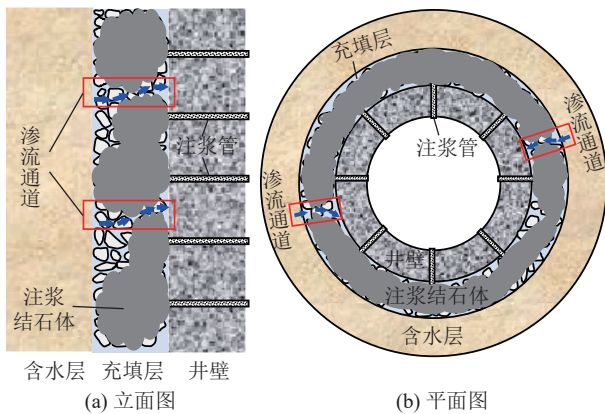 渗流通道
注浆管
注浆
结石体
含水层 充填层 井壁
(a) 立面图
充填层
注浆管
渗流通道
渗流通道
井壁
注浆结石体
含水层
(b) 平面图